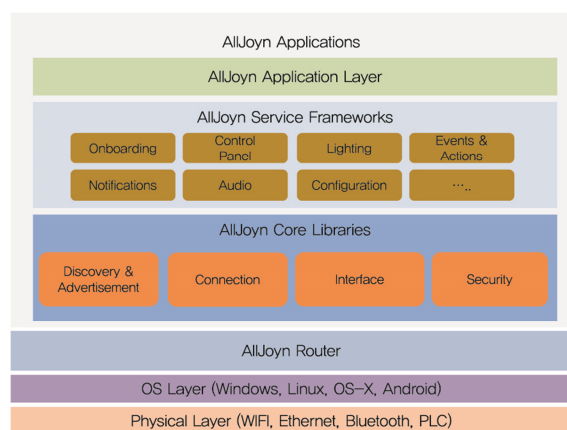 AllJoyn Applications
AllJoyn Application Layer
AllJoyn Service Frameworks
Onboarding
Control
Panel
Lighting
Events &
Actions
Notifications
Audio
Configuration
.....
AllJoyn Core Libraries
Discovery &
Advertisement
Connection
Interface
Security
AllJoyn Router
OS Layer (Windows, Linux, OS-X, Android)
Physical Layer (WIFI, Ethernet, Bluetooth, PLC)